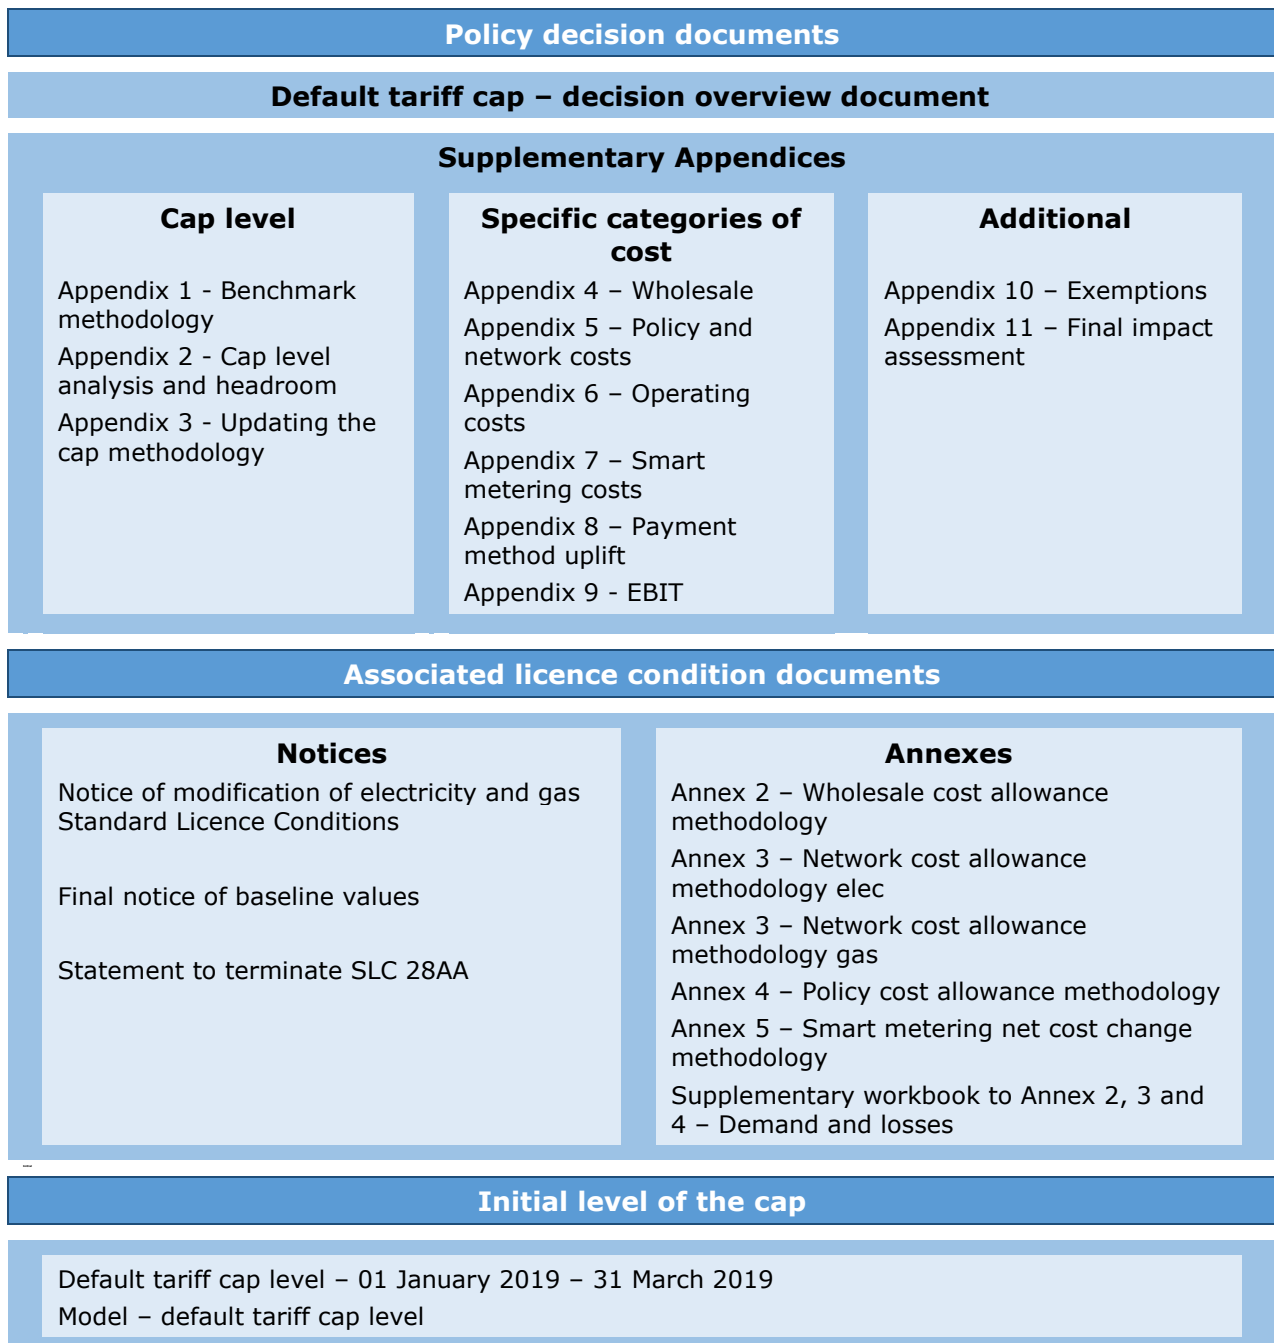 Policy decision documents
Default tariff cap – decision overview document
Supplementary Appendices
Cap level
Appendix 1 - Benchmark
methodology
Appendix 2 - Cap level
analysis and headroom
Appendix 3 - Updating the
cap methodology
Specific categories of
cost
Appendix 4 – Wholesale
Appendix 5 – Policy and
network costs
Appendix 6 – Operating
costs
Appendix 7 – Smart
metering costs
Appendix 8 – Payment
method uplift
Appendix 9 - EBIT
Additional
Appendix 10 – Exemptions
Appendix 11 – Final impact
assessment
Associated licence condition documents
Notices
Notice of modification of electricity and gas
Standard Licence Conditions
Final notice of baseline values
Statement to terminate SLC 28AA
Annexes
Annex 2 – Wholesale cost allowance
methodology
Annex 3 – Network cost allowance
methodology elec
Annex 3 – Network cost allowance
methodology gas
Annex 4 – Policy cost allowance methodology
Annex 5 – Smart metering net cost change
methodology
Supplementary workbook to Annex 2, 3 and
4 – Demand and losses
Initial level of the cap
Default tariff cap level – 01 January 2019 – 31 March 2019
Model – default tariff cap level